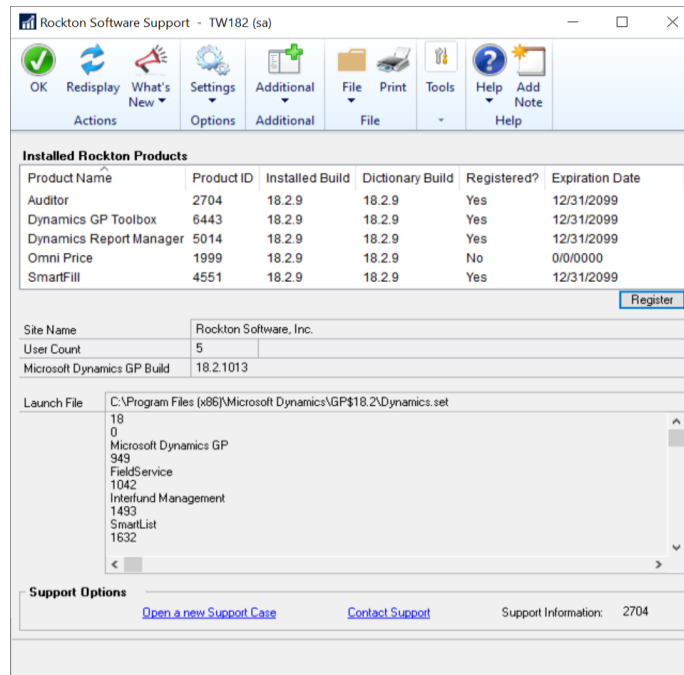 Rockton Software Support  -  TW182 (sa)
OK Redisplay What's New Settings Additional File Print Tools Help Add Note
Actions Options Additional File Help
Installed Rockton Products
Product Name Product ID Installed Build Dictionary Build Registered? Expiration Date
Auditor 2704 18.2.9 18.2.9 Yes 12/31/2099
Dynamics GP Toolbox 6443 18.2.9 18.2.9 Yes 12/31/2099
Dynamics Report Manager 5014 18.2.9 18.2.9 Yes 12/31/2099
Omni Price 1999 18.2.9 18.2.9 No 0/0/0000
SmartFill 4551 18.2.9 18.2.9 Yes 12/31/2099
Register
Site Name Rockton Software, Inc.
User Count 5
Microsoft Dynamics GP Build 18.2.1013
Launch File C:\Program Files (x86)\Microsoft Dynamics\GP$18.2\Dynamics.set
18
0
Microsoft Dynamics GP
949
FieldService
1042
Interfund Management
1493
SmartList
1632
Support Options
Open a new Support Case Contact Support Support Information: 2704